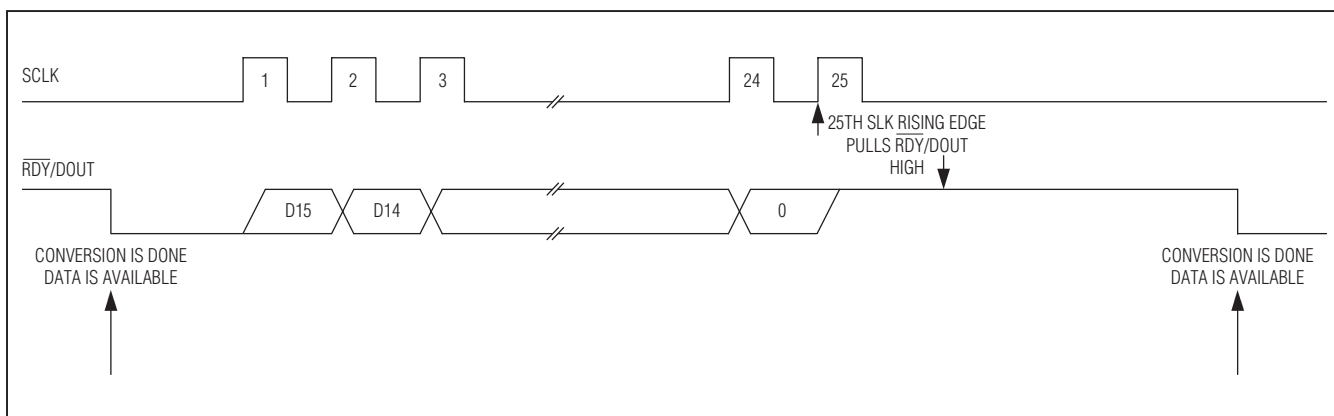 SCLK
1
2
3
24
25
25TH SLK RISING EDGE
PULLS RDY/DOUT
HIGH
RDY/DOUT
D15
D14
0
CONVERSION IS DONE
DATA IS AVAILABLE
CONVERSION IS DONE
DATA IS AVAILABLE